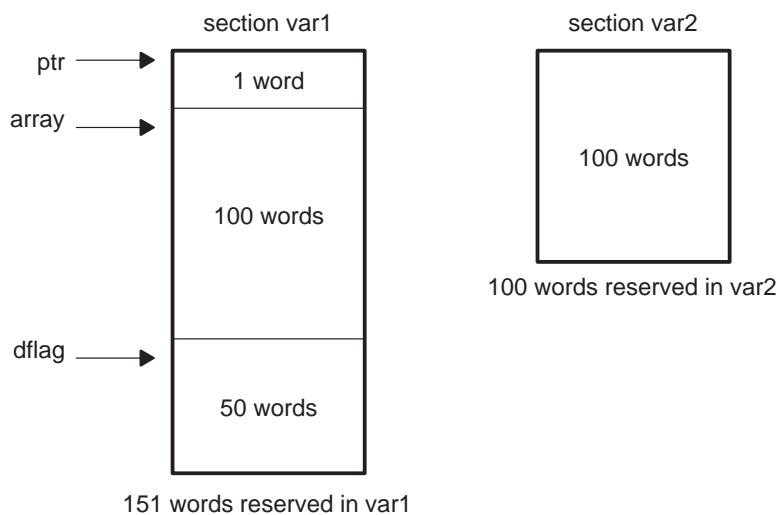 section var1
ptr
1 word
array
100 words
dflag
50 words
151 words reserved in var1
section var2
100 words
100 words reserved in var2